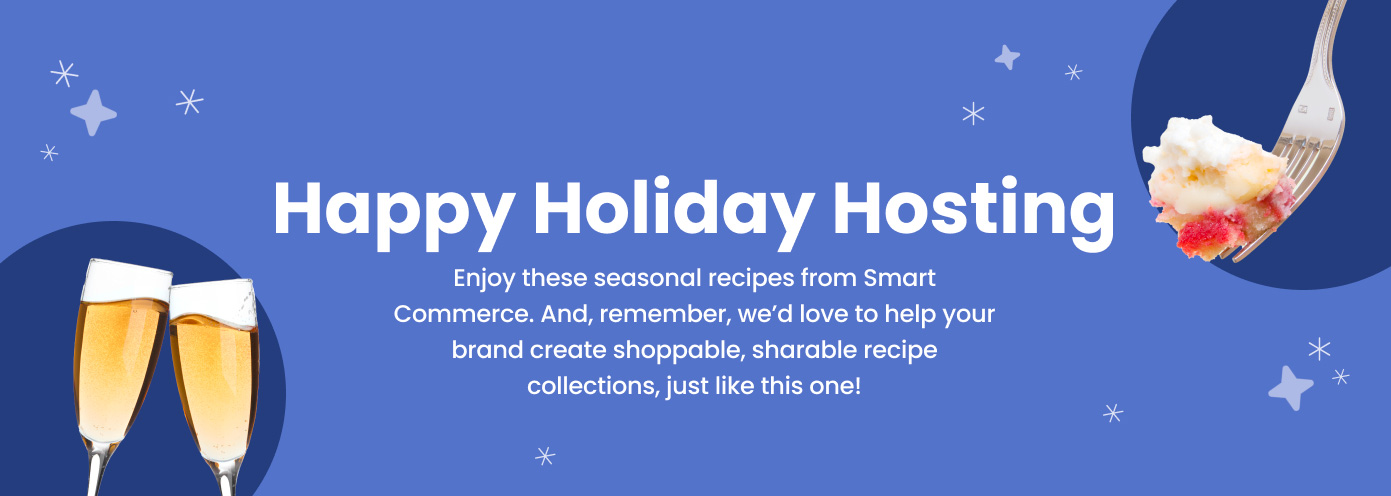 Happy Holiday Hosting
Enjoy these seasonal recipes from Smart
Commerce. And, remember, we’d love to help your
brand create shoppable, sharable recipe
collections, just like this one!